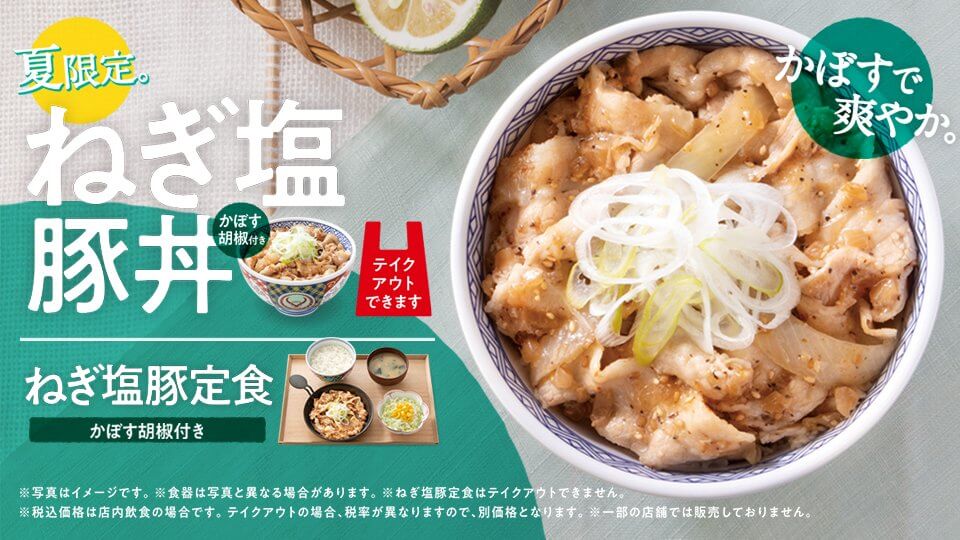 夏限定。
ねぎ塩
豚丼
かぼす
胡椒付き
テイク
アウト
できます
かぼすで
爽やか。
ねぎ塩豚定食
かぼす胡椒付き
※写真はイメージです。※食器は写真と異なる場合があります。※ねぎ塩豚定食はテイクアウトできません。
※税込価格は店内飲食の場合です。テイクアウトの場合、税率が異なりますので、別価格となります。※一部の店舗では販売しておりません。